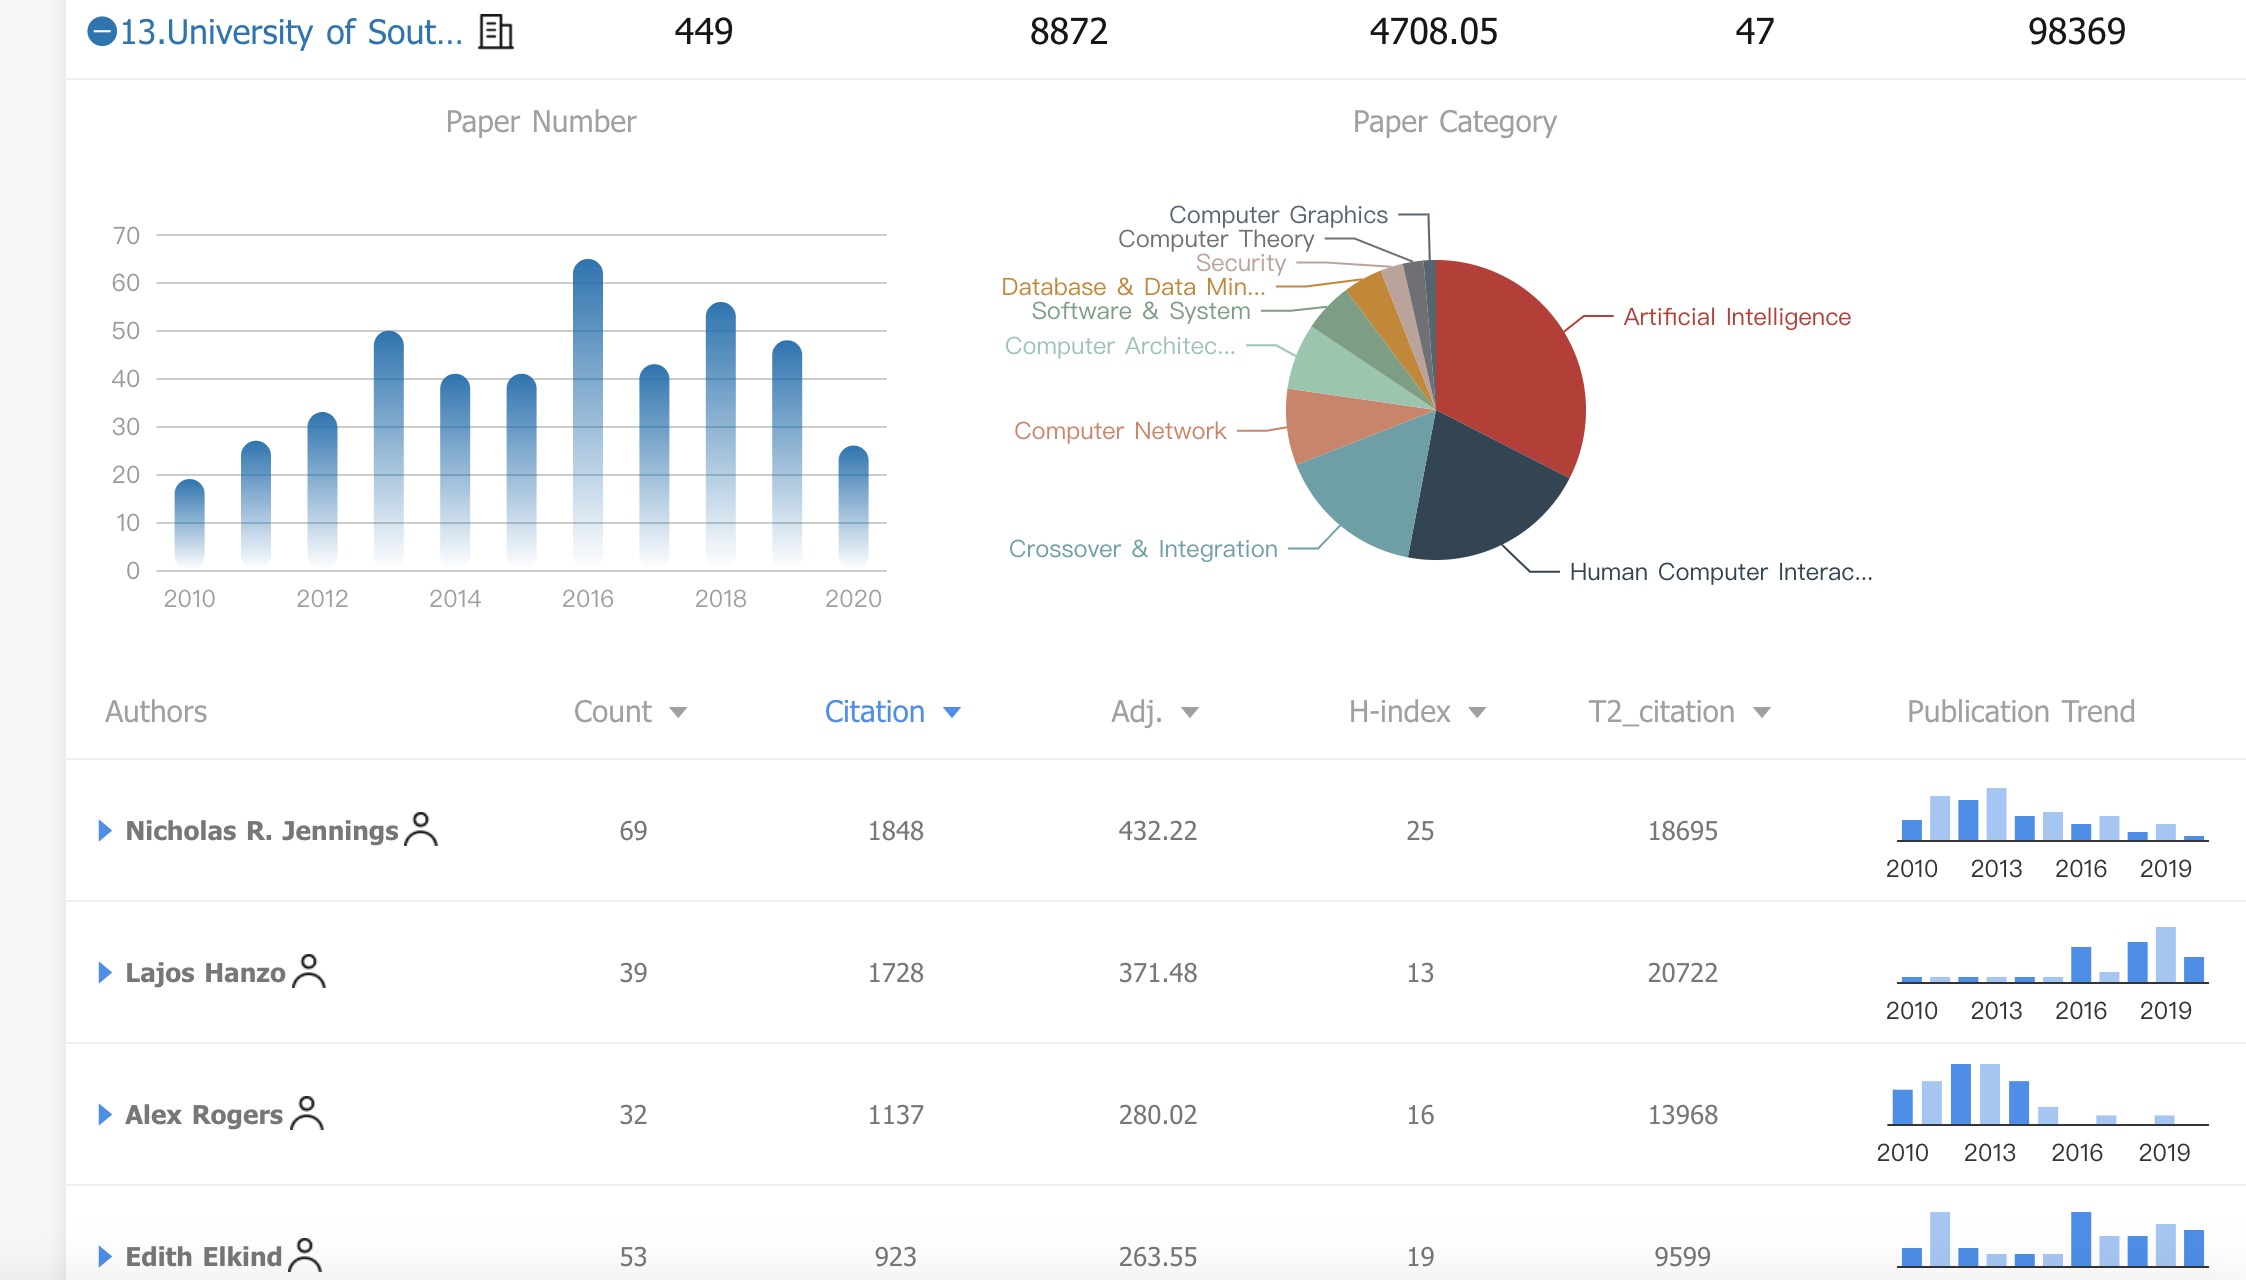 13.University of Sout... 449 8872 4708.05 47 98369
Paper Number
70
60
50
40
30
20
10
0
2010 2012 2014 2016 2018 2020
Paper Category
Computer Graphics
Computer Theory
Security
Database & Data Min...
Software & System
Computer Architec...
Computer Network
Crossover & Integration
Artificial Intelligence
Human Computer Interac...
Authors Count Citation Adj. H-index T2_citation Publication Trend
Nicholas R. Jennings 69 1848 432.22 25 18695
2010 2013 2016 2019
Lajos Hanzo 39 1728 371.48 13 20722
2010 2013 2016 2019
Alex Rogers 32 1137 280.02 16 13968
2010 2013 2016 2019
Edith Elkind 53 923 263.55 19 9599